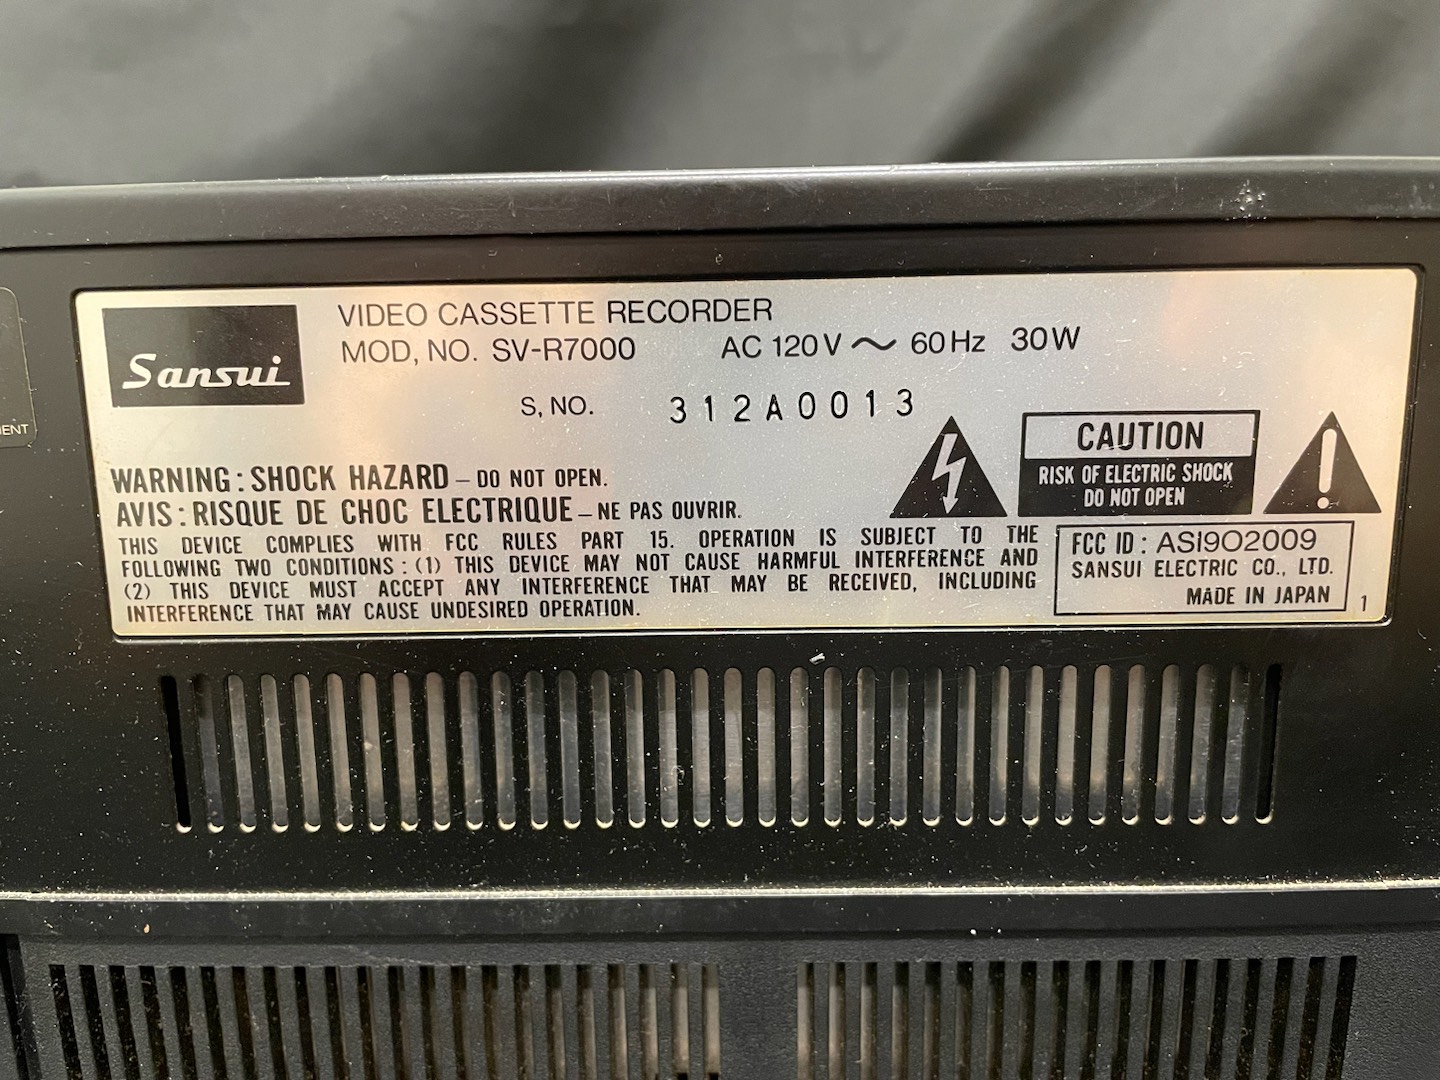 Sansui
VIDEO CASSETTE RECORDER
MOD, NO. SV-R7000 AC 120V ~ 60Hz 30W
S, NO. 312A0013
WARNING: SHOCK HAZARD – DO NOT OPEN.
AVIS: RISQUE DE CHOC ELECTRIQUE – NE PAS OUVRIR.
CAUTION
RISK OF ELECTRIC SHOCK
DO NOT OPEN
THIS DEVICE COMPLIES WITH FCC RULES PART 15. OPERATION IS SUBJECT TO THE
FOLLOWING TWO CONDITIONS: (1) THIS DEVICE MAY NOT CAUSE HARMFUL INTERFERENCE AND
(2) THIS DEVICE MUST ACCEPT ANY INTERFERENCE THAT MAY BE RECEIVED, INCLUDING
INTERFERENCE THAT MAY CAUSE UNDESIRED OPERATION.
FCC ID: ASI9O2009
SANSUI ELECTRIC CO., LTD.
MADE IN JAPAN
1